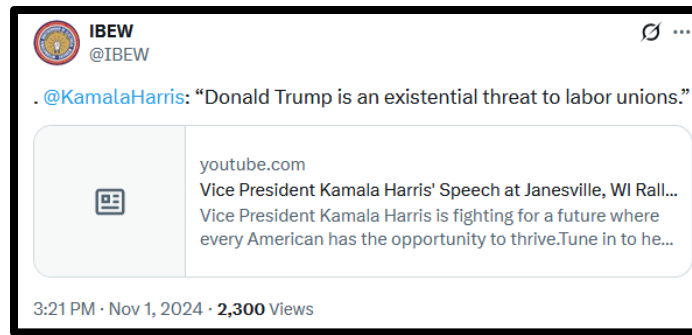 IBEW
@IBEW
. @KamalaHarris: “Donald Trump is an existential threat to labor unions.”
youtube.com
Vice President Kamala Harris' Speech at Janesville, WI Rall...
Vice President Kamala Harris is fighting for a future where
every American has the opportunity to thrive.Tune in to he...
3:21 PM · Nov 1, 2024 · 2,300 Views